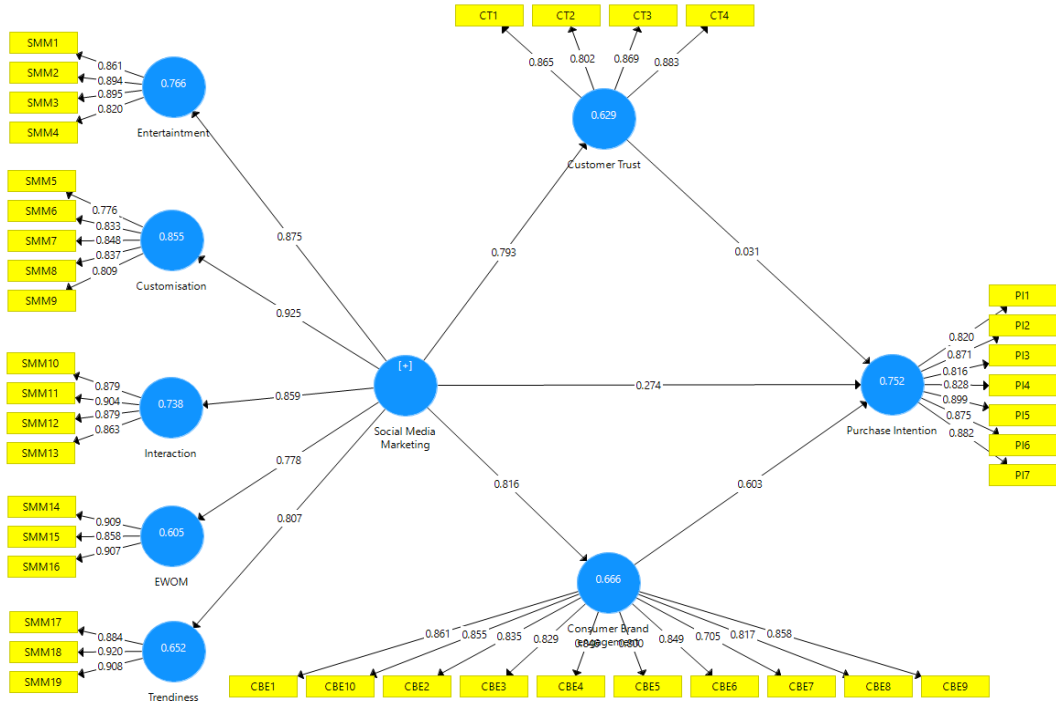 CT1 CT2 CT3 CT4
0.865 0.802 0.869 0.883
0.629
Customer Trust
SMM1
SMM2
SMM3
SMM4
0.861
0.894
0.895
0.820
0.766
Entertaintment
SMM5
SMM6
SMM7
SMM8
SMM9
0.776
0.833
0.848
0.837
0.809
0.855
Customisation
SMM10
SMM11
SMM12
SMM13
0.879
0.904
0.879
0.863
0.738
Interaction
SMM14
SMM15
SMM16
0.909
0.858
0.907
0.605
EWOM
SMM17
SMM18
SMM19
0.884
0.920
0.908
0.652
Trendiness
0.875
0.925
0.859
0.778
0.807
[+]
Social Media
Marketing
0.793
0.274
0.816
0.031
0.603
0.752
Purchase Intention
0.820
0.871
0.816
0.828
0.899
0.875
0.882
PI1
PI2
PI3
PI4
PI5
PI6
PI7
0.666
Consumer Brand
engagement
0.861 0.855 0.835 0.829 0.800 0.849 0.705 0.817 0.858
CBE1 CBE10 CBE2 CBE3 CBE4 CBE5 CBE6 CBE7 CBE8 CBE9